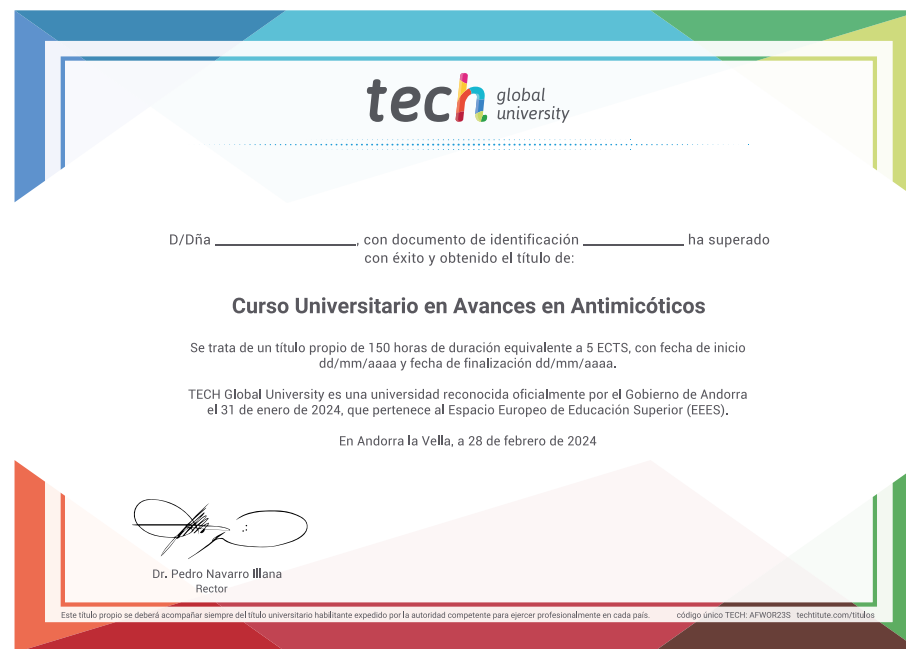 tech global university
D/Dña ____________, con documento de identificación ____________ ha superado
con éxito y obtenido el título de:
Curso Universitario en Avances en Antimicóticos
Se trata de un título propio de 150 horas de duración equivalente a 5 ECTS, con fecha de inicio
dd/mm/aaaa y fecha de finalización dd/mm/aaaa.
TECH Global University es una universidad reconocida oficialmente por el Gobierno de Andorra
el 31 de enero de 2024, que pertenece al Espacio Europeo de Educación Superior (EEES).
En Andorra la Vella, a 28 de febrero de 2024
Dr. Pedro Navarro Illana
Rector
Este título propio se deberá acompañar siempre del título universitario habilitante expedido por la autoridad competente para ejercer profesionalmente en cada país. código único TECH: AFWOR23S techtitute.com/titulos